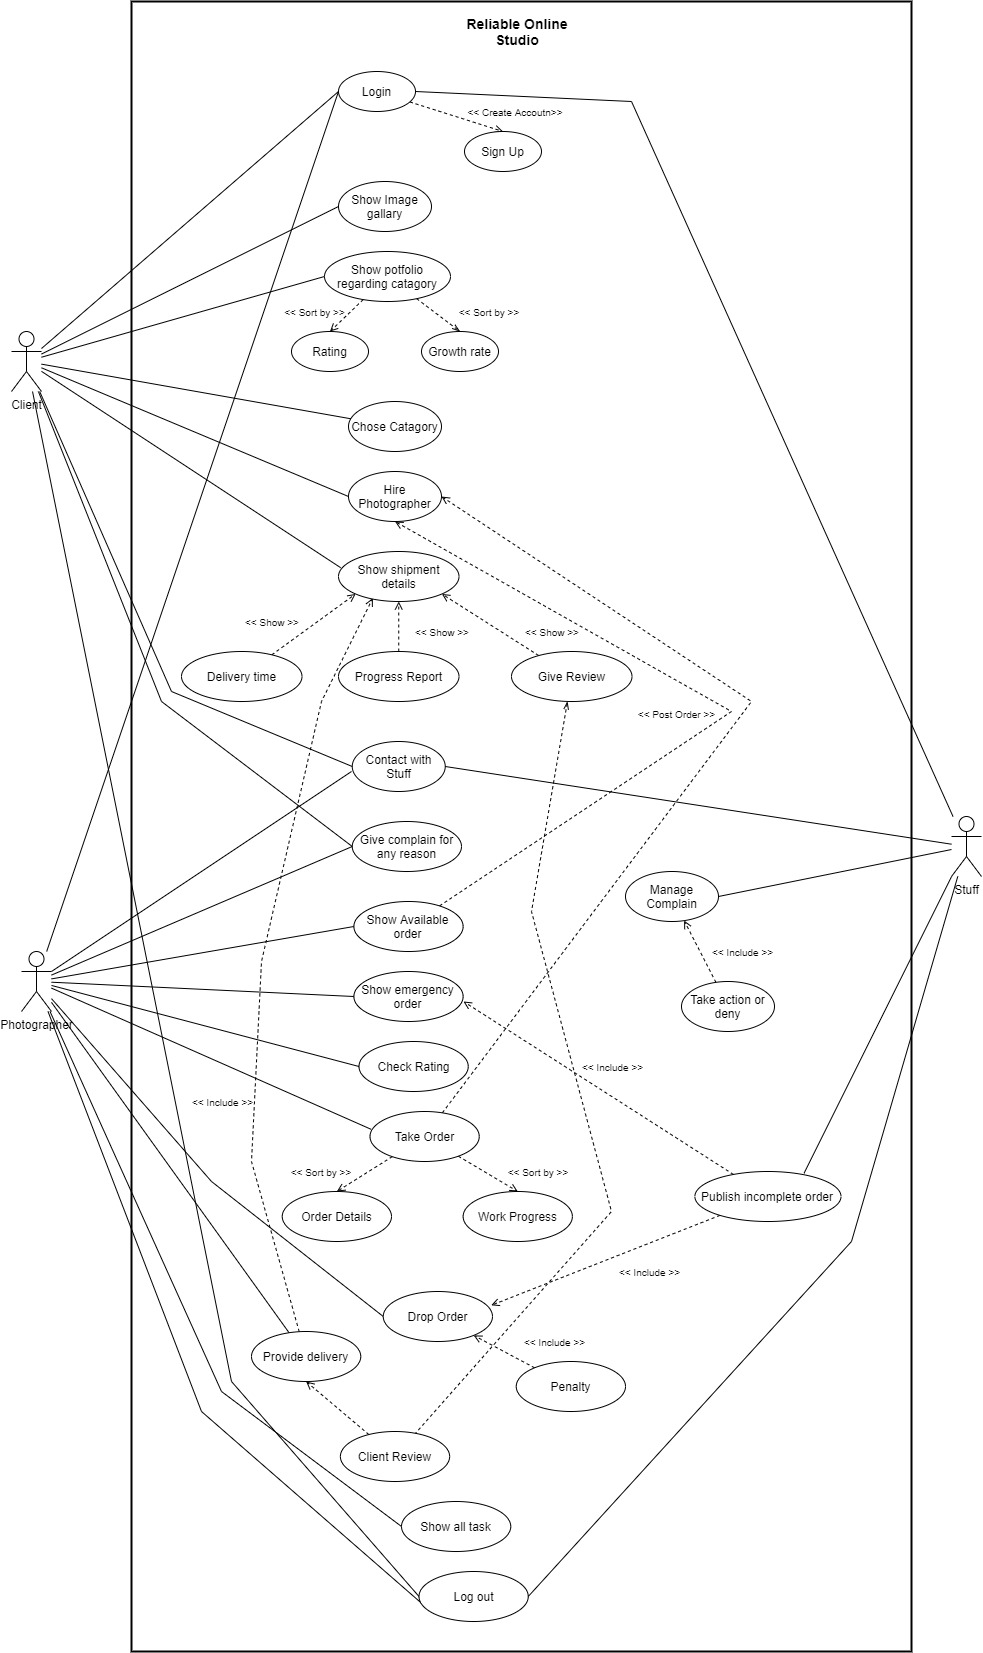 Reliable Online
Studio
Login
<< Create Accoutn>>
Sign Up
Show Image
gallary
Show potfolio
regarding catagory
<< Sort by >>
<< Sort by >>
Rating
Growth rate
Client
Chose Catagory
Hire
Photographer
Show shipment
details
<< Show >>
<< Show >>
<< Show >>
Delivery time
Progress Report
Give Review
<< Post Order >>
Contact with
Stuff
Give complain for
any reason
Manage
Complain
Stuff
Show Available
order
<< Include >>
Show emergency
order
Take action or
deny
Photographer
Check Rating
<< Include >>
<< Include >>
Take Order
<< Sort by >>
<< Sort by >>
Order Details
Work Progress
Publish incomplete order
<< Include >>
Drop Order
<< Include >>
Provide delivery
Penalty
Client Review
Show all task
Log out